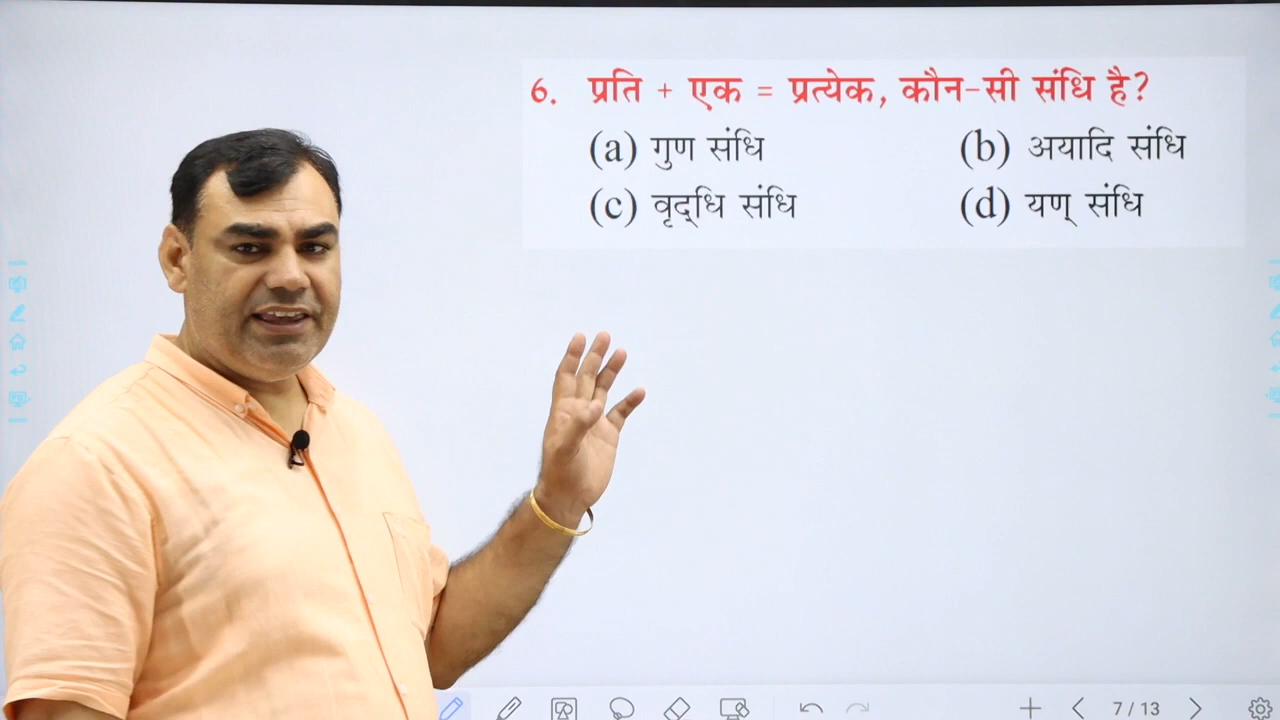 6. प्रति + एक = प्रत्येक, कौन-सी संधि है?
(a) गुण संधि (b) अयादि संधि
(c) वृद्‌धि संधि (d) यण् संधि
7 / 13